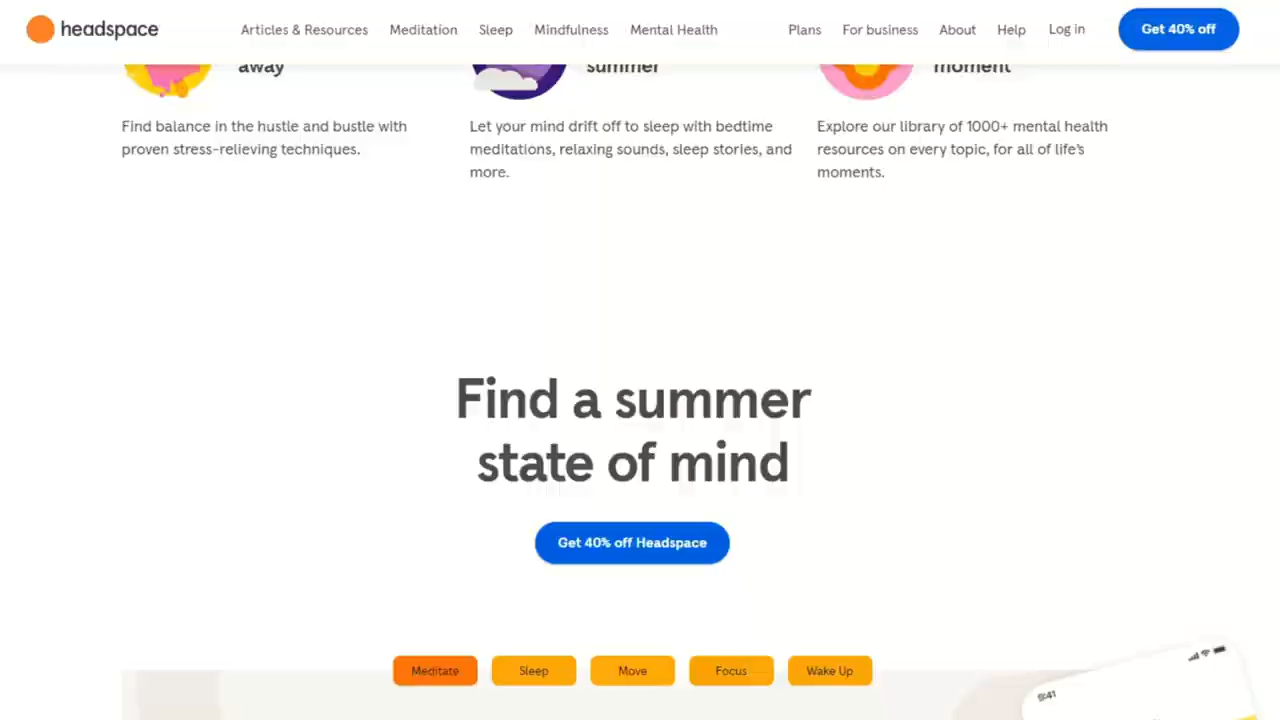 headspace
Articles & Resources Meditation Sleep Mindfulness Mental Health Plans For business About Help Log in Get 40% off
away summer moment
Find balance in the hustle and bustle with
proven stress-relieving techniques.
Let your mind drift off to sleep with bedtime
meditations, relaxing sounds, sleep stories, and
more.
Explore our library of 1000+ mental health
resources on every topic, for all of life's
moments.
Find a summer
state of mind
Get 40% off Headspace
Meditate Sleep Move Focus Wake Up
9:41